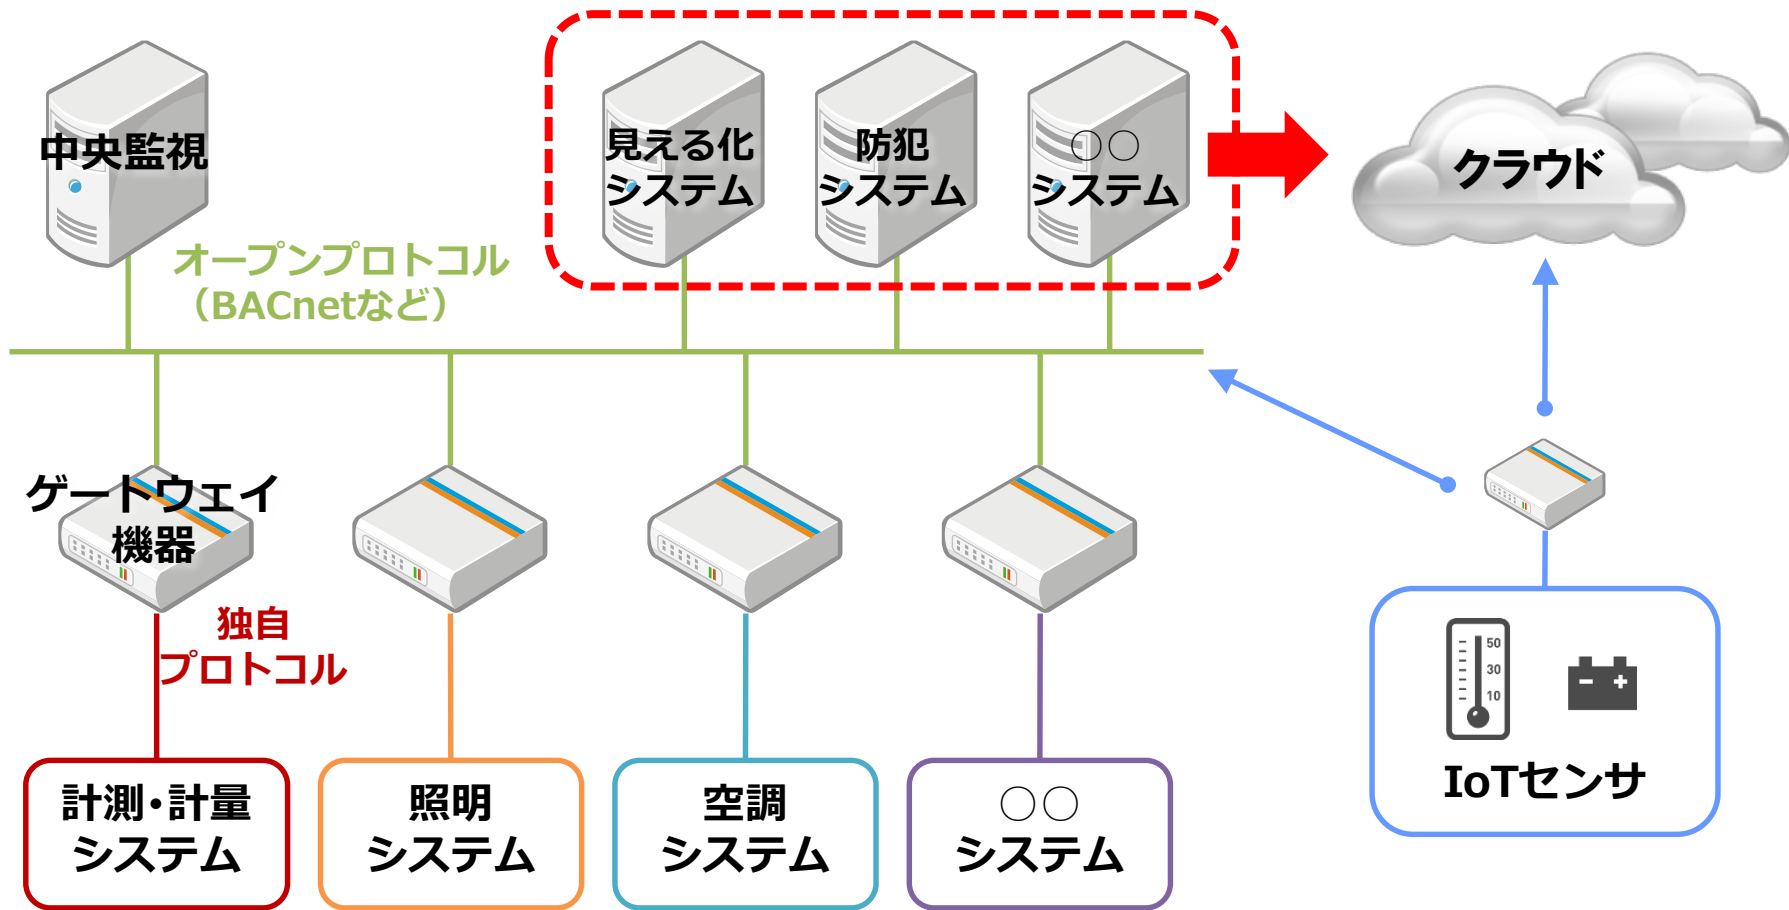 中央監視
見える化
システム
防犯
システム
○○
システム
クラウド
オープンプロトコル
（BACnetなど）
ゲートウェイ
機器
独自
プロトコル
計測・計量
システム
照明
システム
空調
システム
○○
システム
50
30
10
IoTセンサ